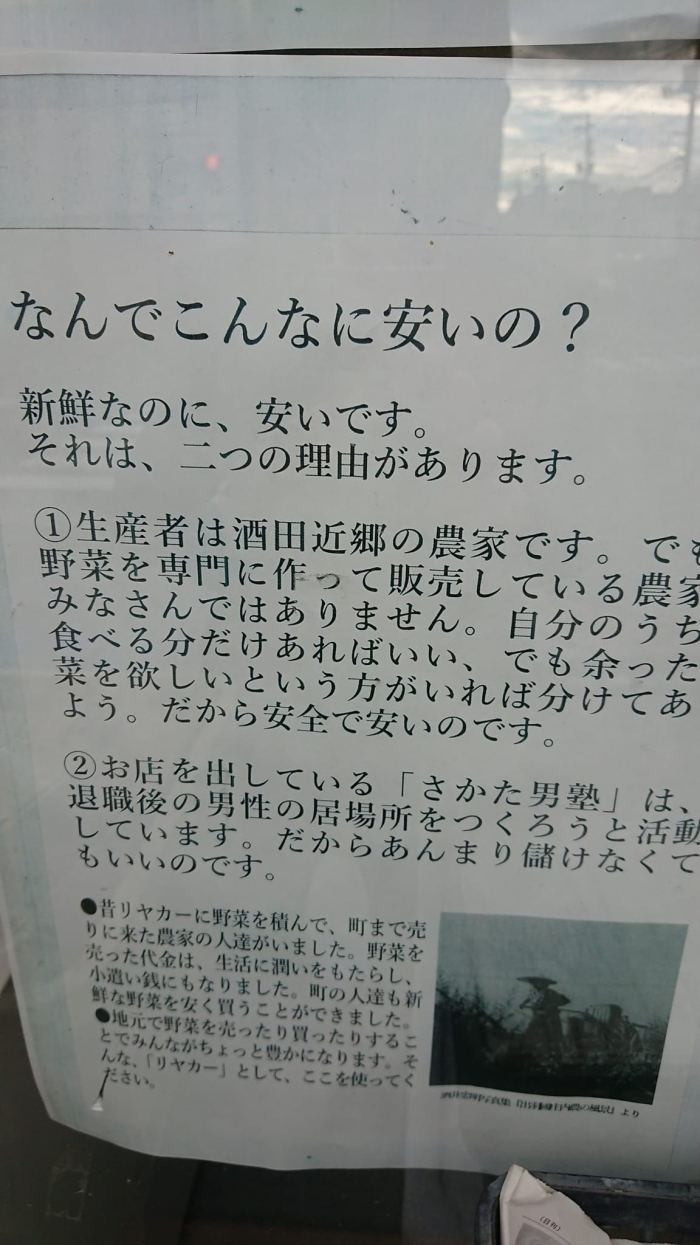 なんでこんなに安いの？
新鮮なのに、安いです。
それは、二つの理由があります。
①生産者は酒田近郷の農家です。でも
野菜を専門に作って販売している農家
みなさんではありません。自分のうち
食べる分だけあればいい、でも余った
菜を欲しいという方がいれば分けてあ
よう。だから安全で安いのです。
②お店を出している「さかた男塾」は、
退職後の男性の居場所をつくろうと活動
しています。だからあんまり儲けなくて
もいいのです。
●昔リヤカーに野菜を積んで、町まで売
りに来た農家の人達がいました。野菜を
売った代金は、生活に潤いをもたらし、
小遣い銭にもなりました。町の人達も新
鮮な野菜を安く買うことができました。
●地元で野菜を売ったり買ったりするこ
とでみんながちょっと豊かになります。そ
んな、「リヤカー」として、ここを使ってく
ださい。
より
（日刊）